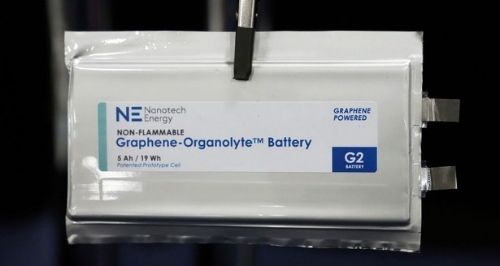 NE Nanotech
Energy
GRAPHENE
POWERED
NON-FLAMMABLE
Graphene-Organolyte™ Battery
5 Ah / 19 Wh
Patented Prototype Cell
G2
BATTERY